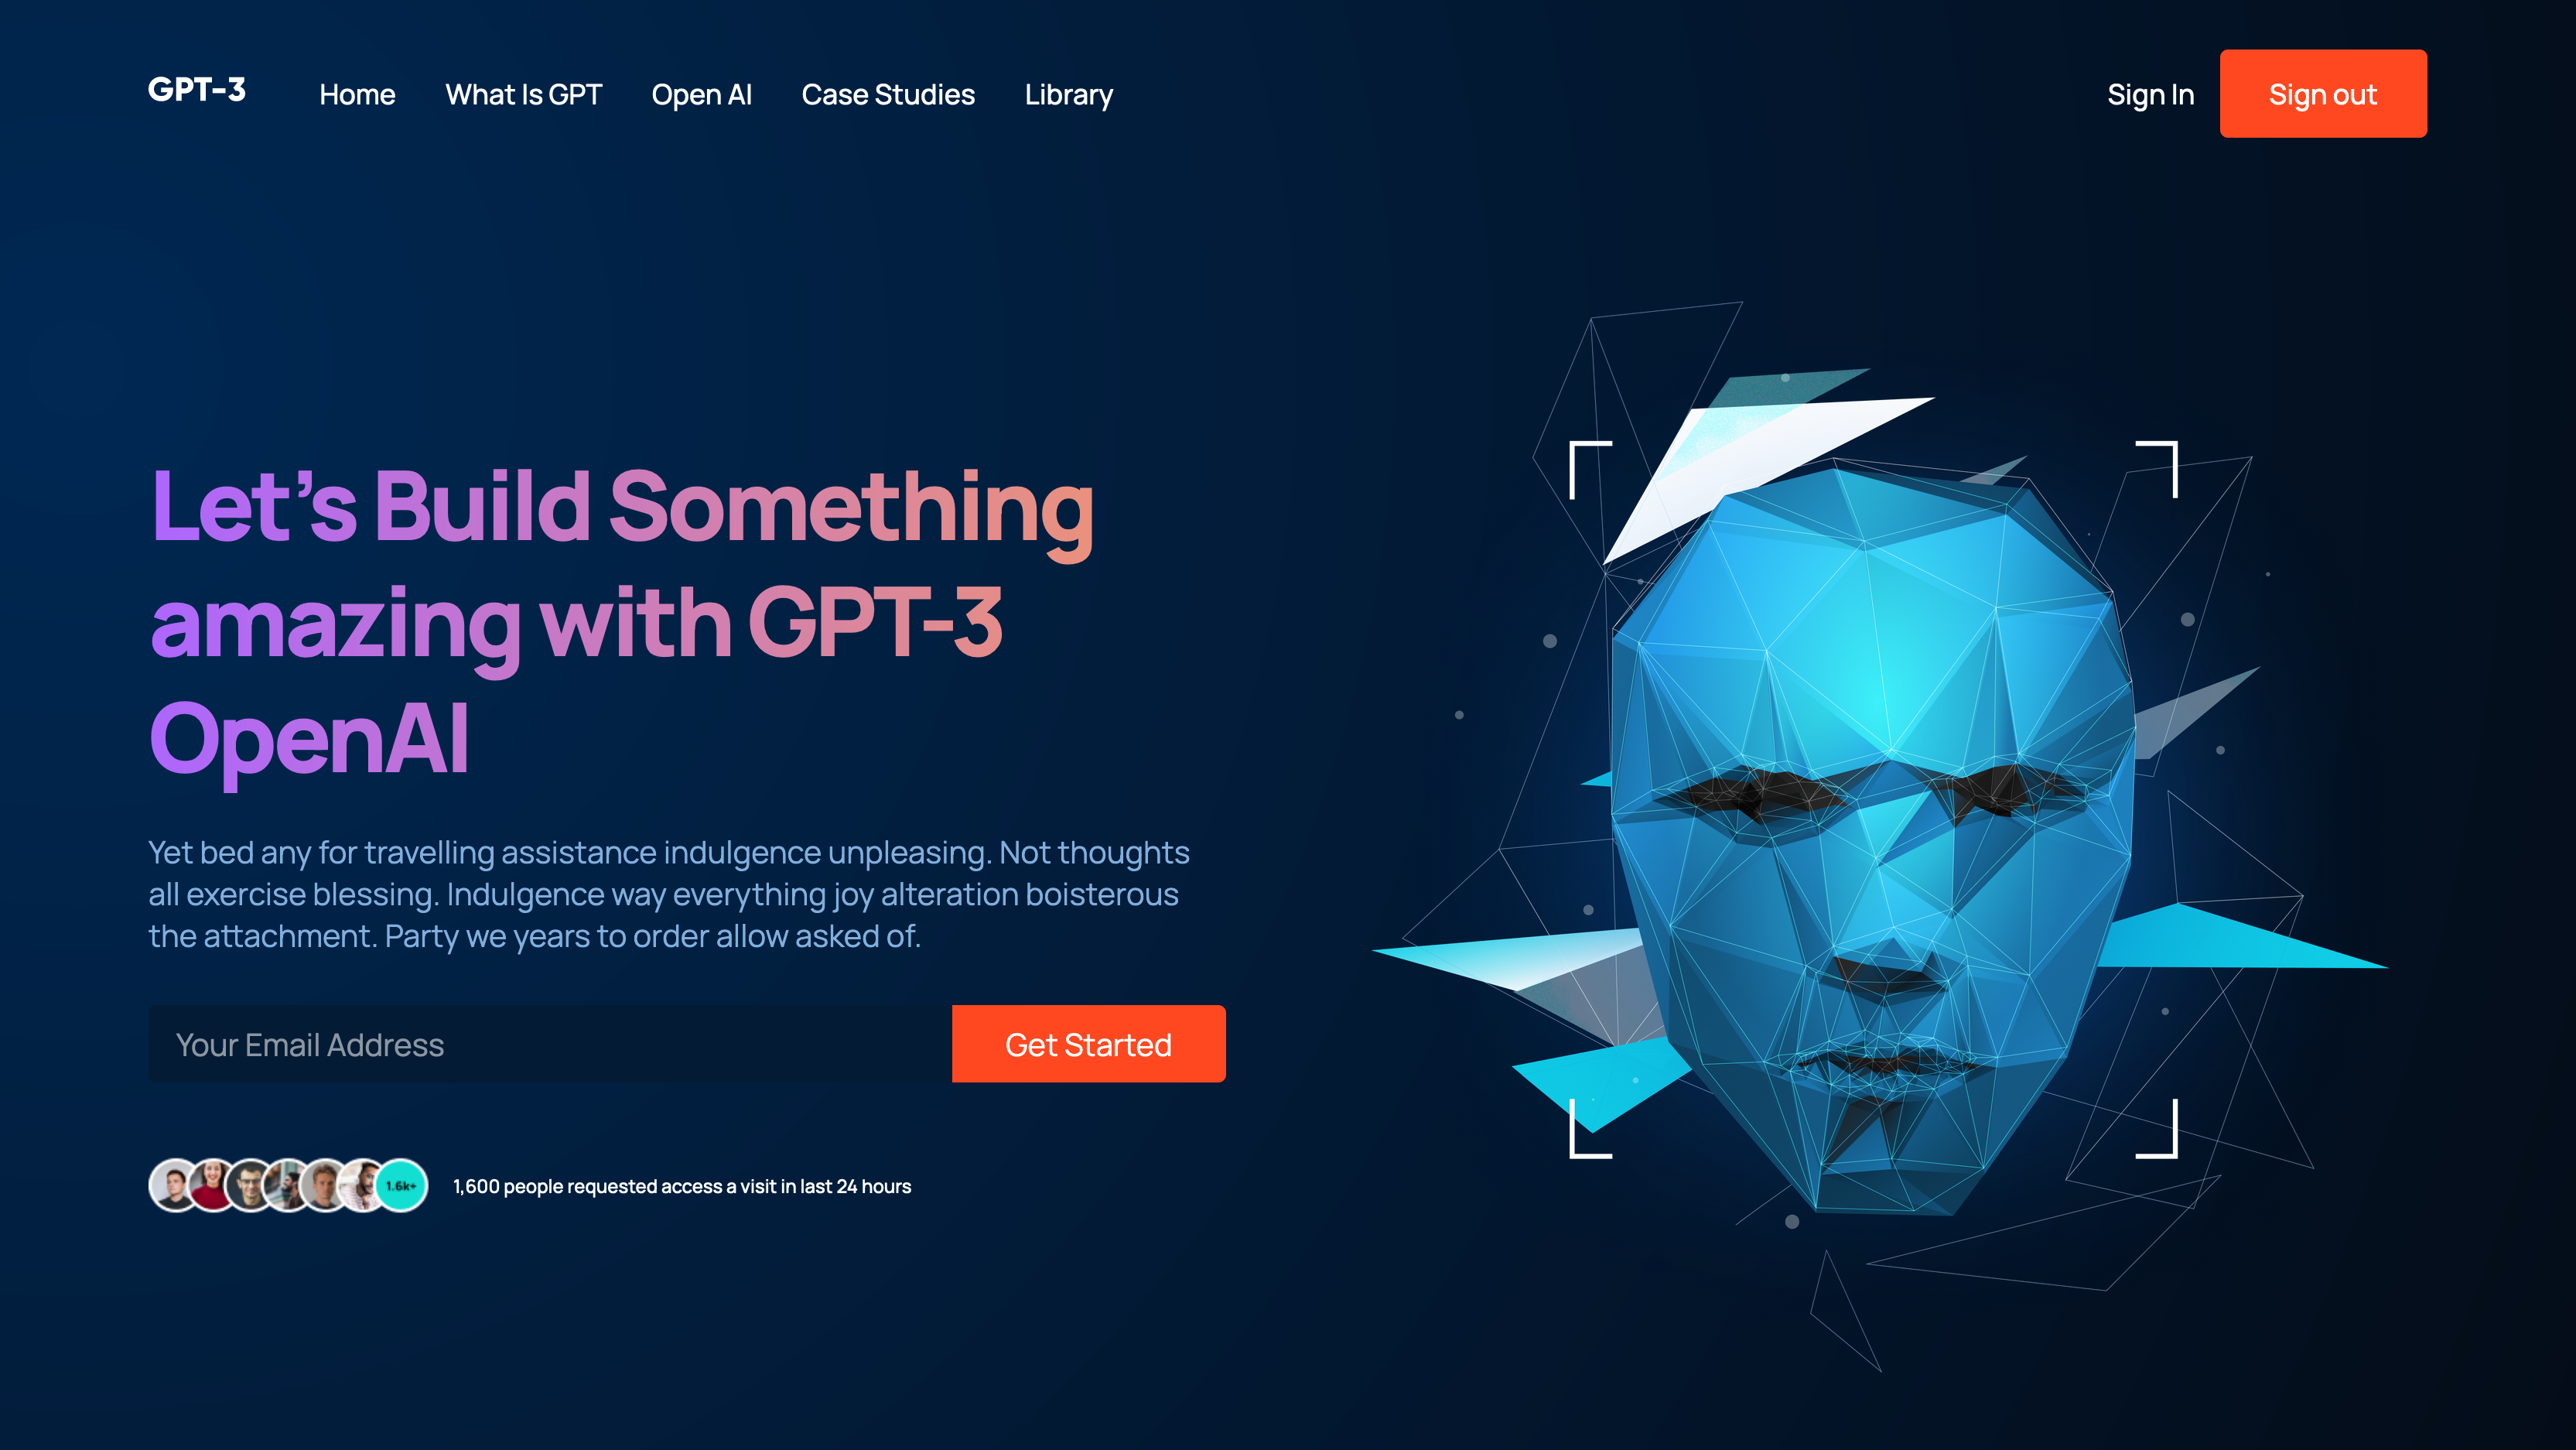 GPT-3
Home
What Is GPT
Open AI
Case Studies
Library
Sign In
Sign out
Let's Build Something
amazing with GPT-3
OpenAI
Yet bed any for travelling assistance indulgence unpleasing. Not thoughts
all exercise blessing. Indulgence way everything joy alteration boisterous
the attachment. Party we years to order allow asked of.
Your Email Address
Get Started
1.6k+
1,600 people requested access a visit in last 24 hours